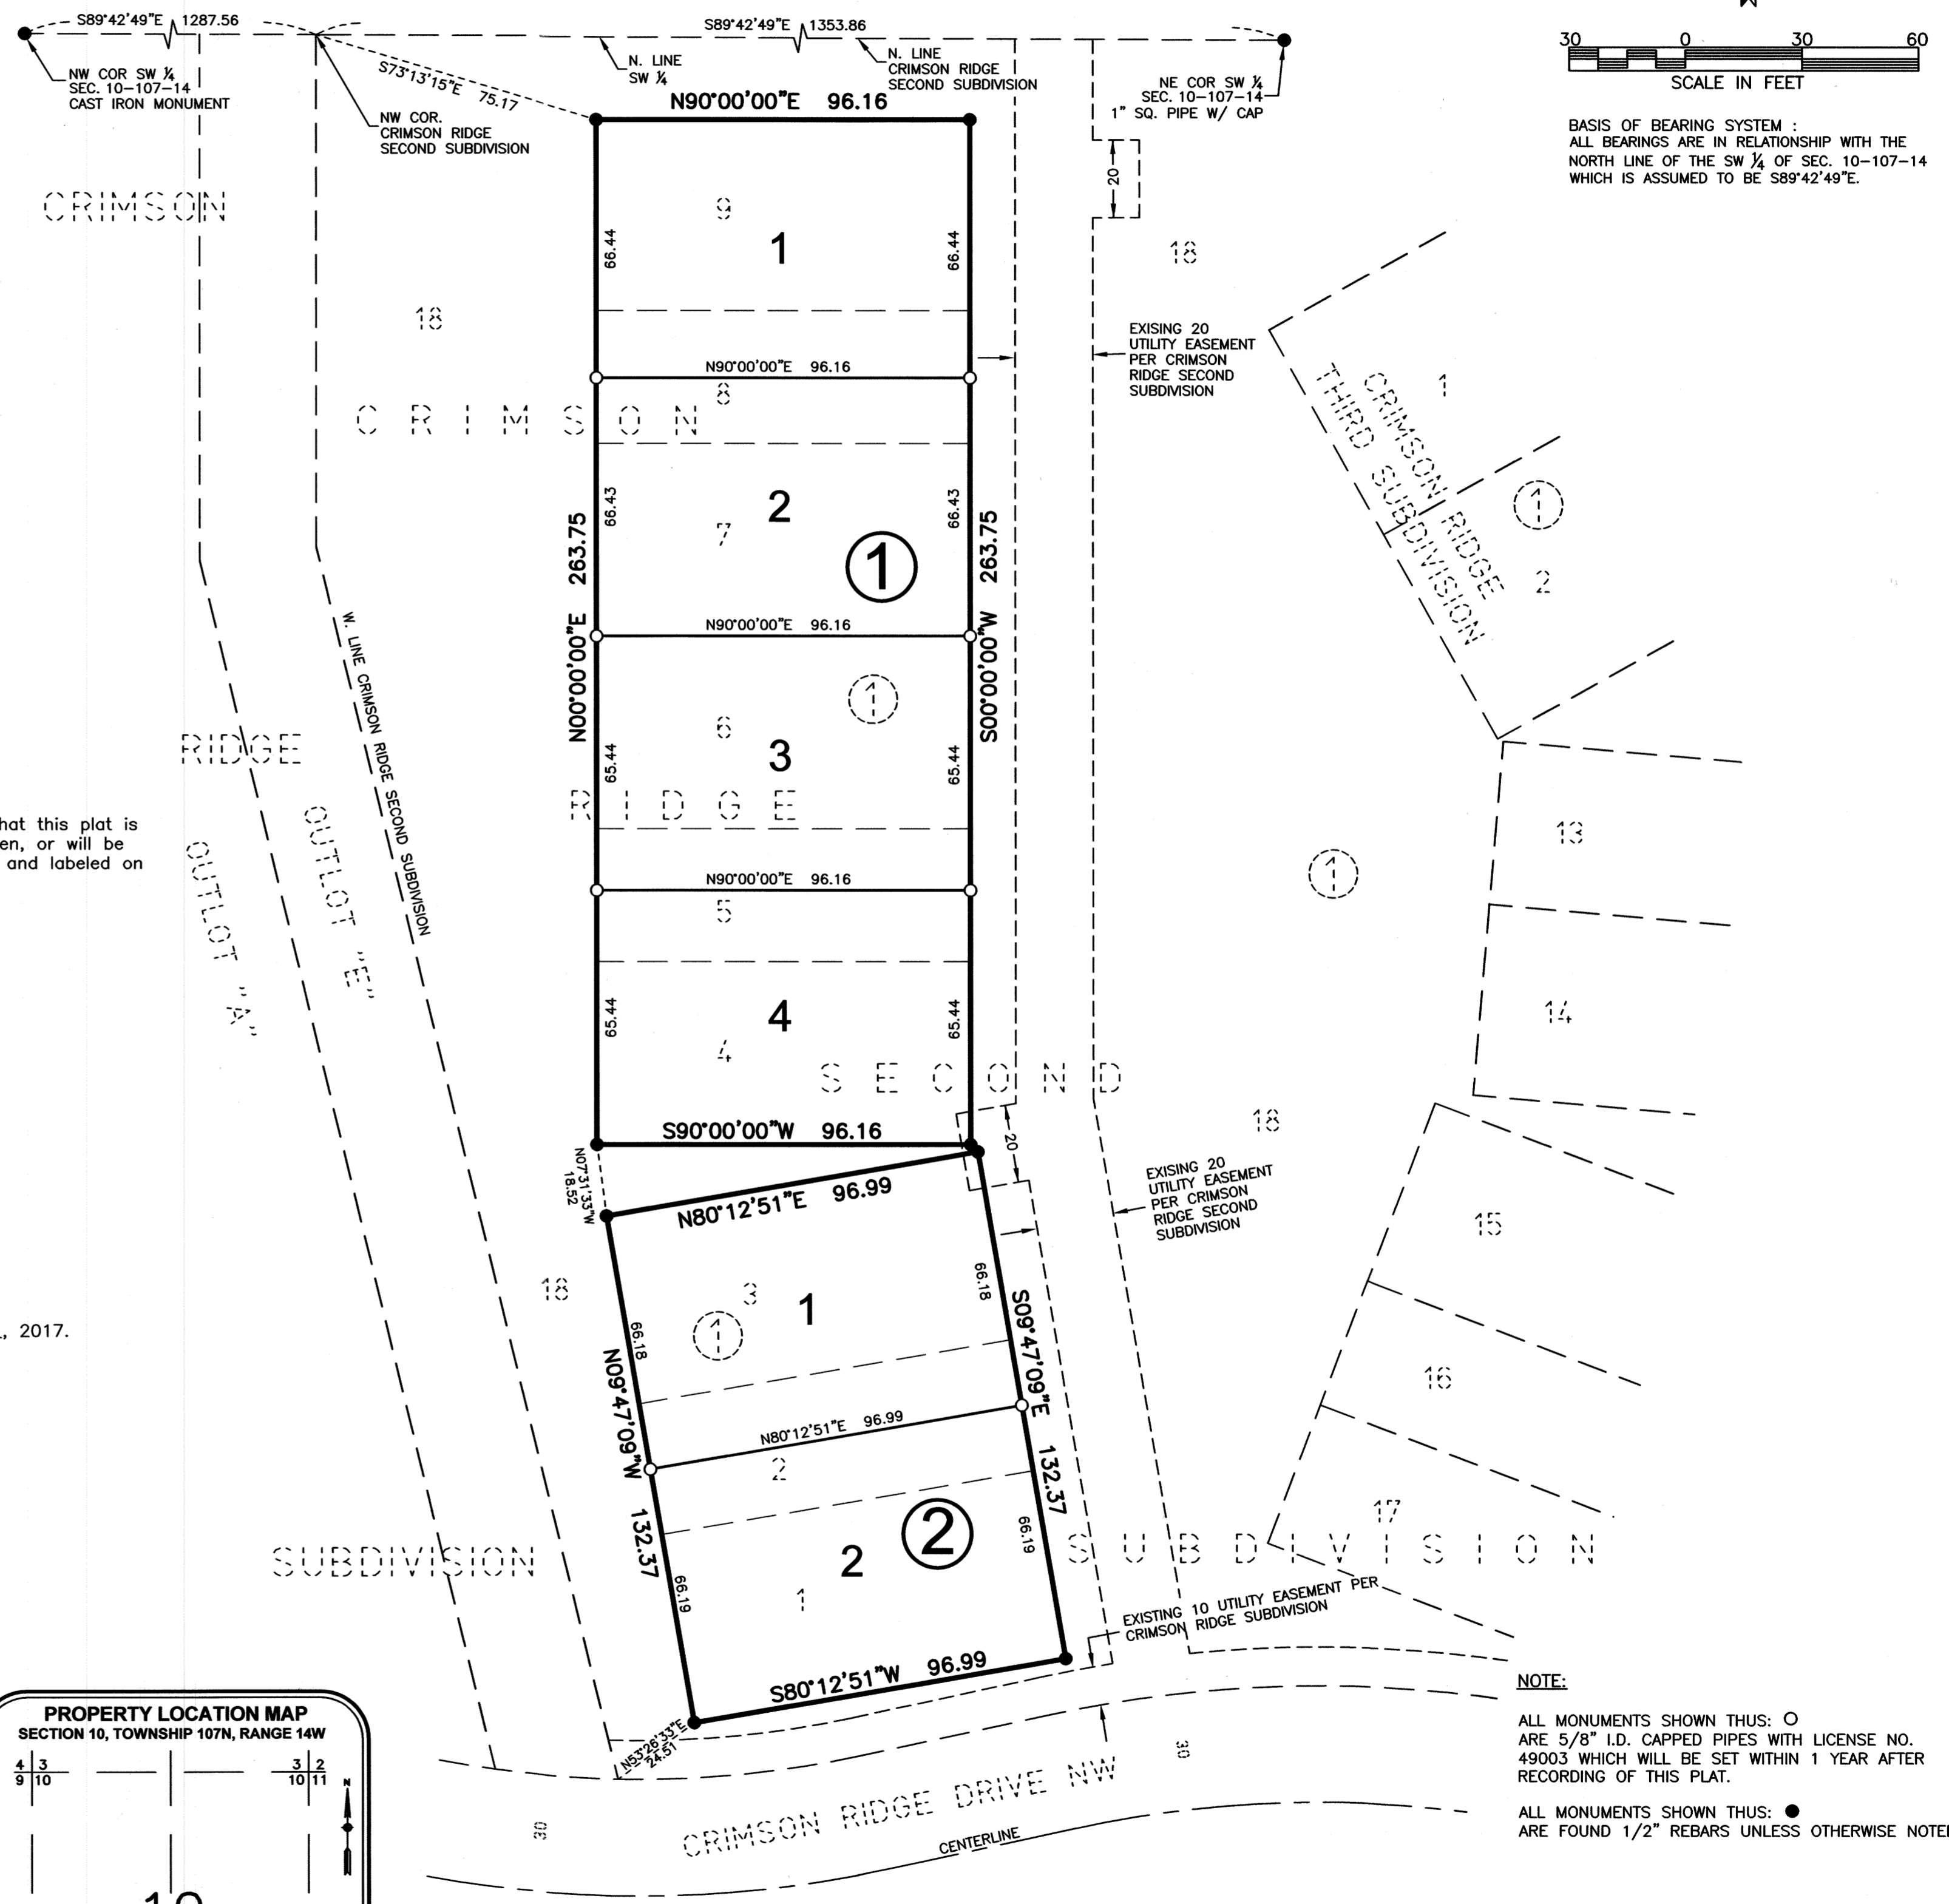 S89°42'49"E 1287.56
S89°42'49"E 1353.86
NW COR SW ¼
SEC. 10-107-14
CAST IRON MONUMENT
S73°13'15"E 75.17
NW COR.
CRIMSON RIDGE
SECOND SUBDIVISION
N. LINE
SW ¼
N. LINE
CRIMSON RIDGE
SECOND SUBDIVISION
NE COR SW ¼
SEC. 10-107-14
1" SQ. PIPE W/ CAP
30 0 30 60
SCALE IN FEET
BASIS OF BEARING SYSTEM :
ALL BEARINGS ARE IN RELATIONSHIP WITH THE
NORTH LINE OF THE SW ¼ OF SEC. 10-107-14
WHICH IS ASSUMED TO BE S89°42'49"E.
N90°00'00"E 96.16
20
CRIMSON
9
1
66.44
66.44
18
18
EXISING 20
UTILITY EASEMENT
PER CRIMSON
RIDGE SECOND
SUBDIVISION
N90°00'00"E 96.16
8
CRIMSON
CRIMSON RIDGE
THIRD SUBDIVISION
1
1
2
66.43
2
66.43
7
1
N00°00'00"E 263.75
S00°00'00"W 263.75
N90°00'00"E 96.16
W. LINE CRIMSON RIDGE SECOND SUBDIVISION
1
6
3
65.44
65.44
RIDGE
RIDGE
OUTLOT "A"
OUTLOT "E"
hat this plat is
en, or will be
and labeled on
13
1
14
N90°00'00"E 96.16
5
65.44
4
65.44
4
SECOND
18
S90°00'00"W 96.16
20
N07°31'33"W
18.52
N80°12'51"E 96.99
EXISING 20
UTILITY EASEMENT
PER CRIMSON
RIDGE SECOND
SUBDIVISION
15
16
17
18
3
1
1
66.18
66.18
S09°47'09"E 132.37
N09°47'09"W 132.37
, 2017.
N80°12'51"E 96.99
2
2
2
1
66.19
66.19
SUBDIVISION
SUBDIVISION
EXISTING 10 UTILITY EASEMENT PER
CRIMSON RIDGE SUBDIVISION
S80°12'51"W 96.99
N53°26'33"E
24.51
30
30
CRIMSON RIDGE DRIVE NW
CENTERLINE
PROPERTY LOCATION MAP
SECTION 10, TOWNSHIP 107N, RANGE 14W
4 3
9 10
3 2
10 11
N
10
NOTE:
ALL MONUMENTS SHOWN THUS:
ARE 5/8" I.D. CAPPED PIPES WITH LICENSE NO.
49003 WHICH WILL BE SET WITHIN 1 YEAR AFTER
RECORDING OF THIS PLAT.
ALL MONUMENTS SHOWN THUS:
ARE FOUND 1/2" REBARS UNLESS OTHERWISE NOTE